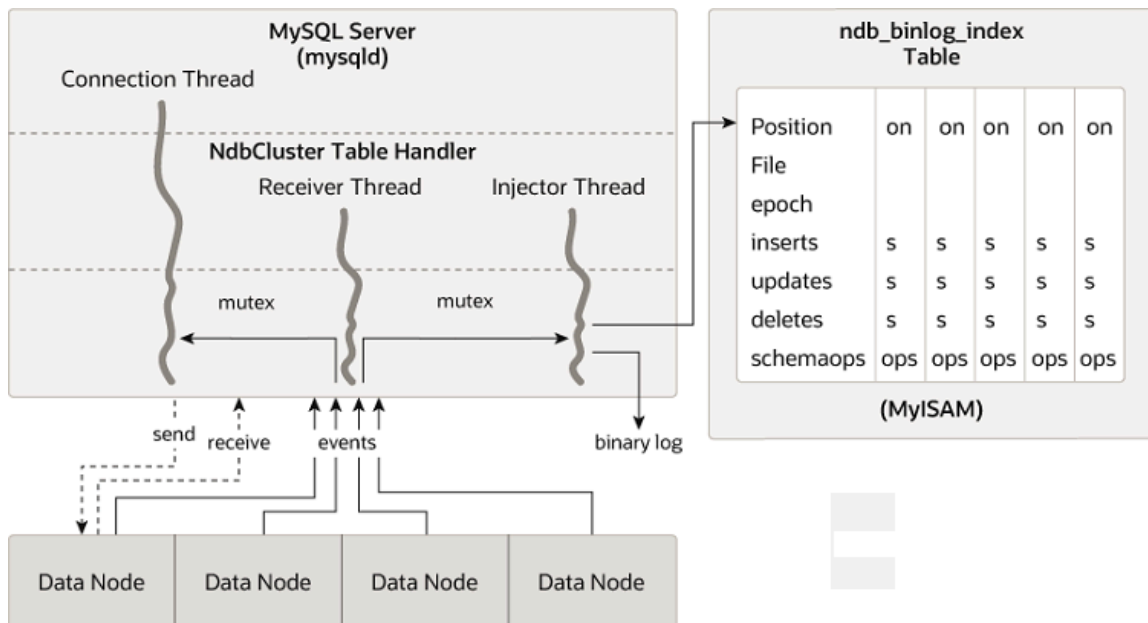 MySQL Server
(mysqld)
Connection Thread
NdbCluster Table Handler
Receiver Thread
Injector Thread
mutex
mutex
send
receive
events
binary log
Data Node
Data Node
Data Node
Data Node
ndb_binlog_index
Table
Position on on on on on
File
epoch
inserts s s s s s
updates s s s s s
deletes s s s s s
schemaops ops ops ops ops ops
(MyISAM)